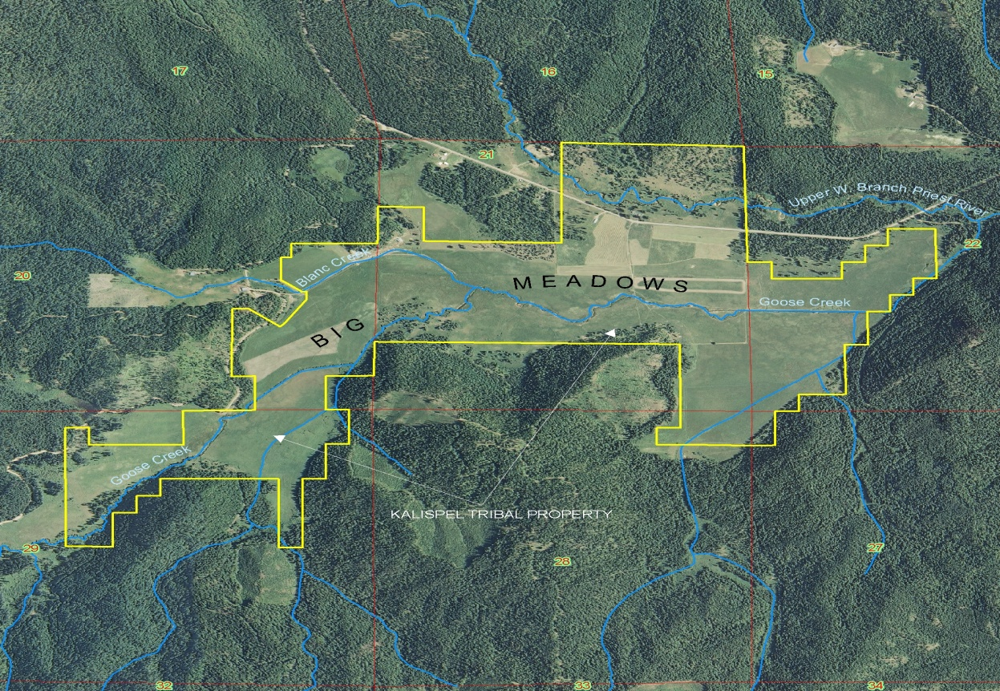 17
16
15
21
Upper W. Branch Priest River
22
Blanc Creek
20
MEADOWS
Goose Creek
BIG
Goose Creek
KALISPEL TRIBAL PROPERTY
29
27
28
32
33
34